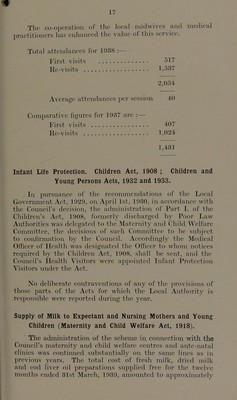 17
The co-operation of the local midwives and medical
practitioners has enhanced the value of this service.
Total attendances for 1938 :—
First visits .............. 517
Re-visits .................. 1,537
2,054
Average attendances per session 40
Comparative figures for 1937 are :—
First visits .................. 407
Re-visits .................. 1,024
1,431
Infant Life Protection. Children Act, 1908 ; Children and
Young Persons Acts, 1932 and 1933.
In pursuance of the recommendations of the Local
Government Act, 1929, on April 1st, 1930, in accordance with
the Council's decision, the administration of Part I. of the
Children's Act, 1908, formerly discharged by Poor Law
Authorities was delegated to the Maternity and Child Welfare
Committee, the decisions of such Committee to be subject
to confirmation by the Council. Accordingly the Medical
Officer of Health was designated the Officer to whom notices
required by the Children Act, 1908, shall be sent, and the
Council's Health Visitors were appointed Infant Protection
Visitors under the Act.
No deliberate contraventions of any of the provisions of
those parts of the Acts for which the Local Authority is
responsible were reported during the year.
Supply of Milk to Expectant and Nursing Mothers and Young
Children (Maternity and Child Welfare Act, 1918).
The administration of the scheme in connection with the
Council's maternity and child welfare centres and ante-natal
clinics was continued substantially on the same lines as in
previous years. The total cost of fresh milk, dried milk
and cod liver oil preparations supplied free for the twelve
months ended 31st March, 1939, amounted to approximately